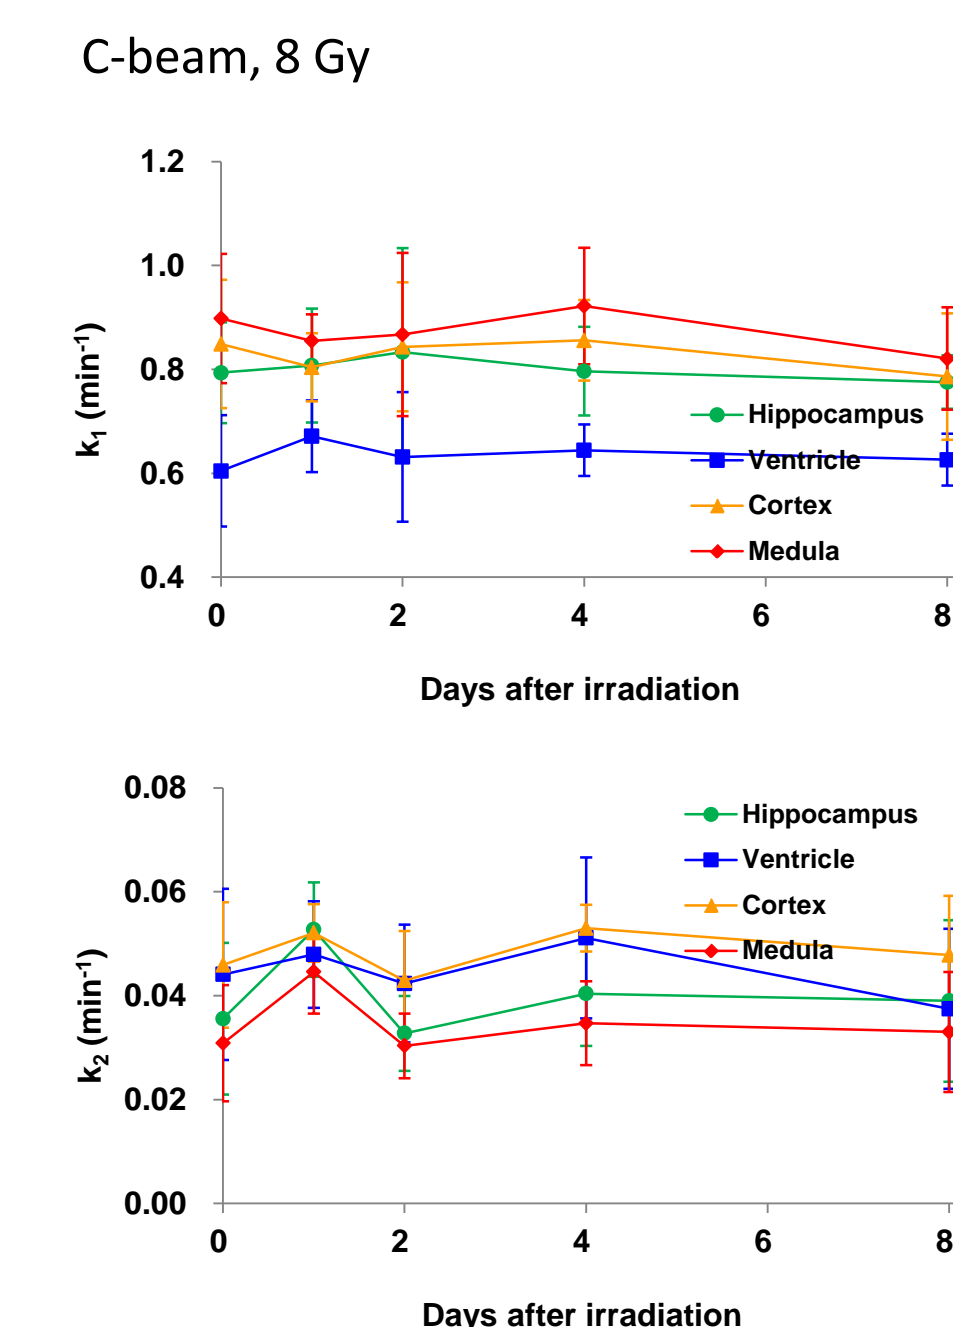 C-beam, 8 Gy
1.2
1.0
0.8
0.6
0.4
k1 (min-1)
Hippocampus
Ventricle
Cortex
Medula
0 2 4 6 8
Days after irradiation
0.08
0.06
0.04
0.02
0.00
k2 (min-1)
Hippocampus
Ventricle
Cortex
Medula
0 2 4 6 8
Days after irradiation